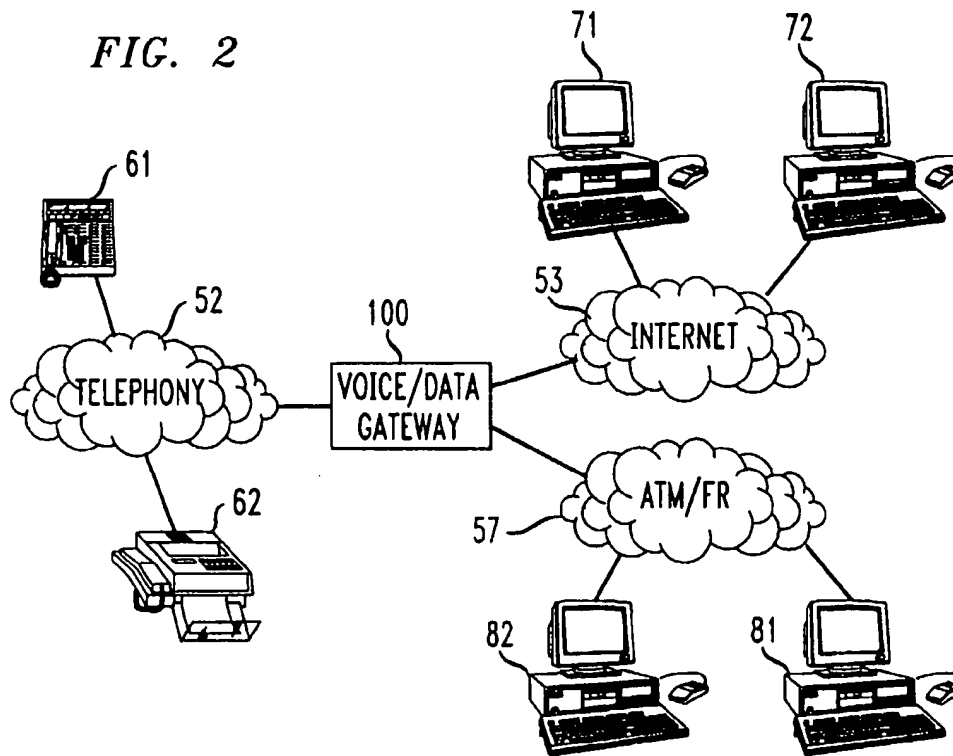 FIG. 2
71
72
61
52
53
100
TELEPHONY
VOICE/DATA
GATEWAY
INTERNET
62
57
ATM/FR
82
81